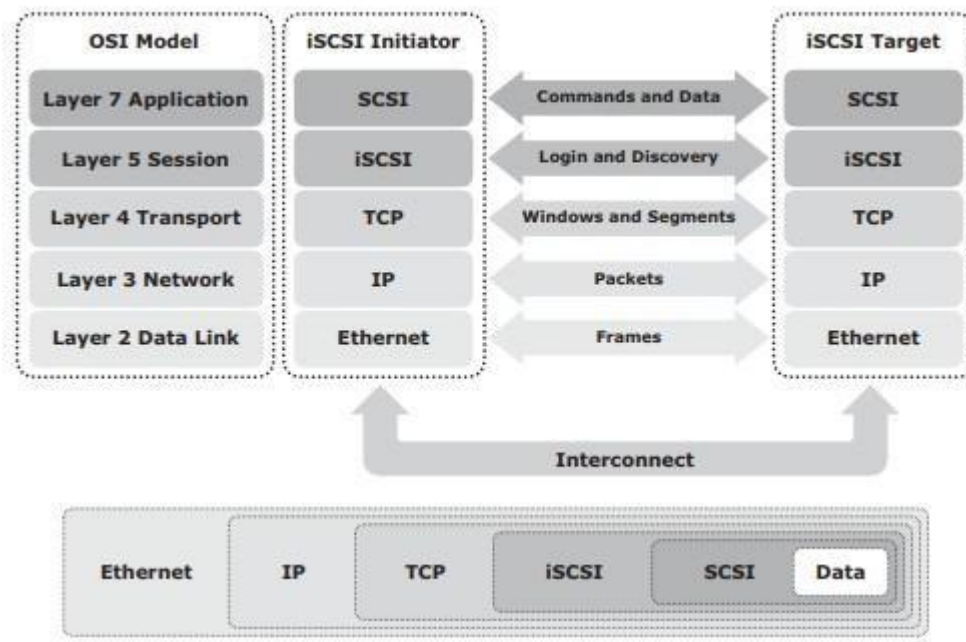 OSI Model
iSCSI Initiator
iSCSI Target
Layer 7 Application
SCSI
Commands and Data
SCSI
Layer 5 Session
iSCSI
Login and Discovery
iSCSI
Layer 4 Transport
TCP
Windows and Segments
TCP
Layer 3 Network
IP
Packets
IP
Layer 2 Data Link
Ethernet
Frames
Ethernet
Interconnect
Ethernet
IP
TCP
iSCSI
SCSI
Data